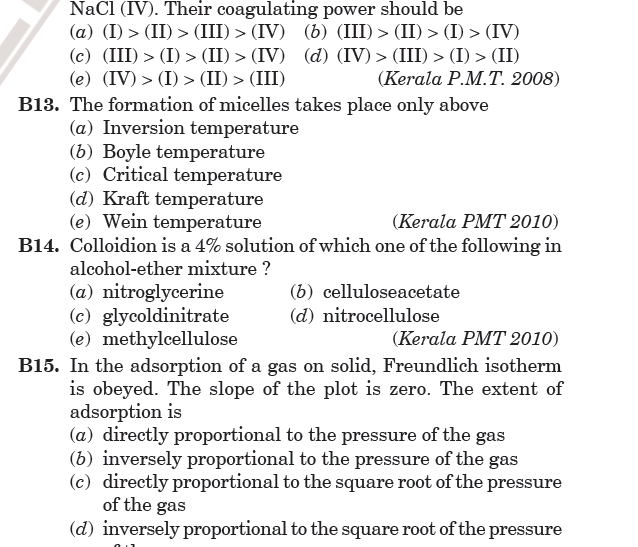 NaCl (IV). Their coagulating power should be
(a) (I) > (II) > (III) > (IV) (b) (III) > (II) > (I) > (IV)
(c) (III) > (I) > (II) > (IV) (d) (IV) > (III) > (I) > (II)
(e) (IV) > (I) > (II) > (III) (Kerala P.M.T. 2008)
B13. The formation of micelles takes place only above
(a) Inversion temperature
(b) Boyle temperature
(c) Critical temperature
(d) Kraft temperature
(e) Wein temperature (Kerala PMT 2010)
B14. Colloidion is a 4% solution of which one of the following in
alcohol-ether mixture ?
(a) nitroglycerine (b) celluloseacetate
(c) glycoldinitrate (d) nitrocellulose
(e) methylcellulose (Kerala PMT 2010)
B15. In the adsorption of a gas on solid, Freundlich isotherm
is obeyed. The slope of the plot is zero. The extent of
adsorption is
(a) directly proportional to the pressure of the gas
(b) inversely proportional to the pressure of the gas
(c) directly proportional to the square root of the pressure
of the gas
(d) inversely proportional to the square root of the pressure